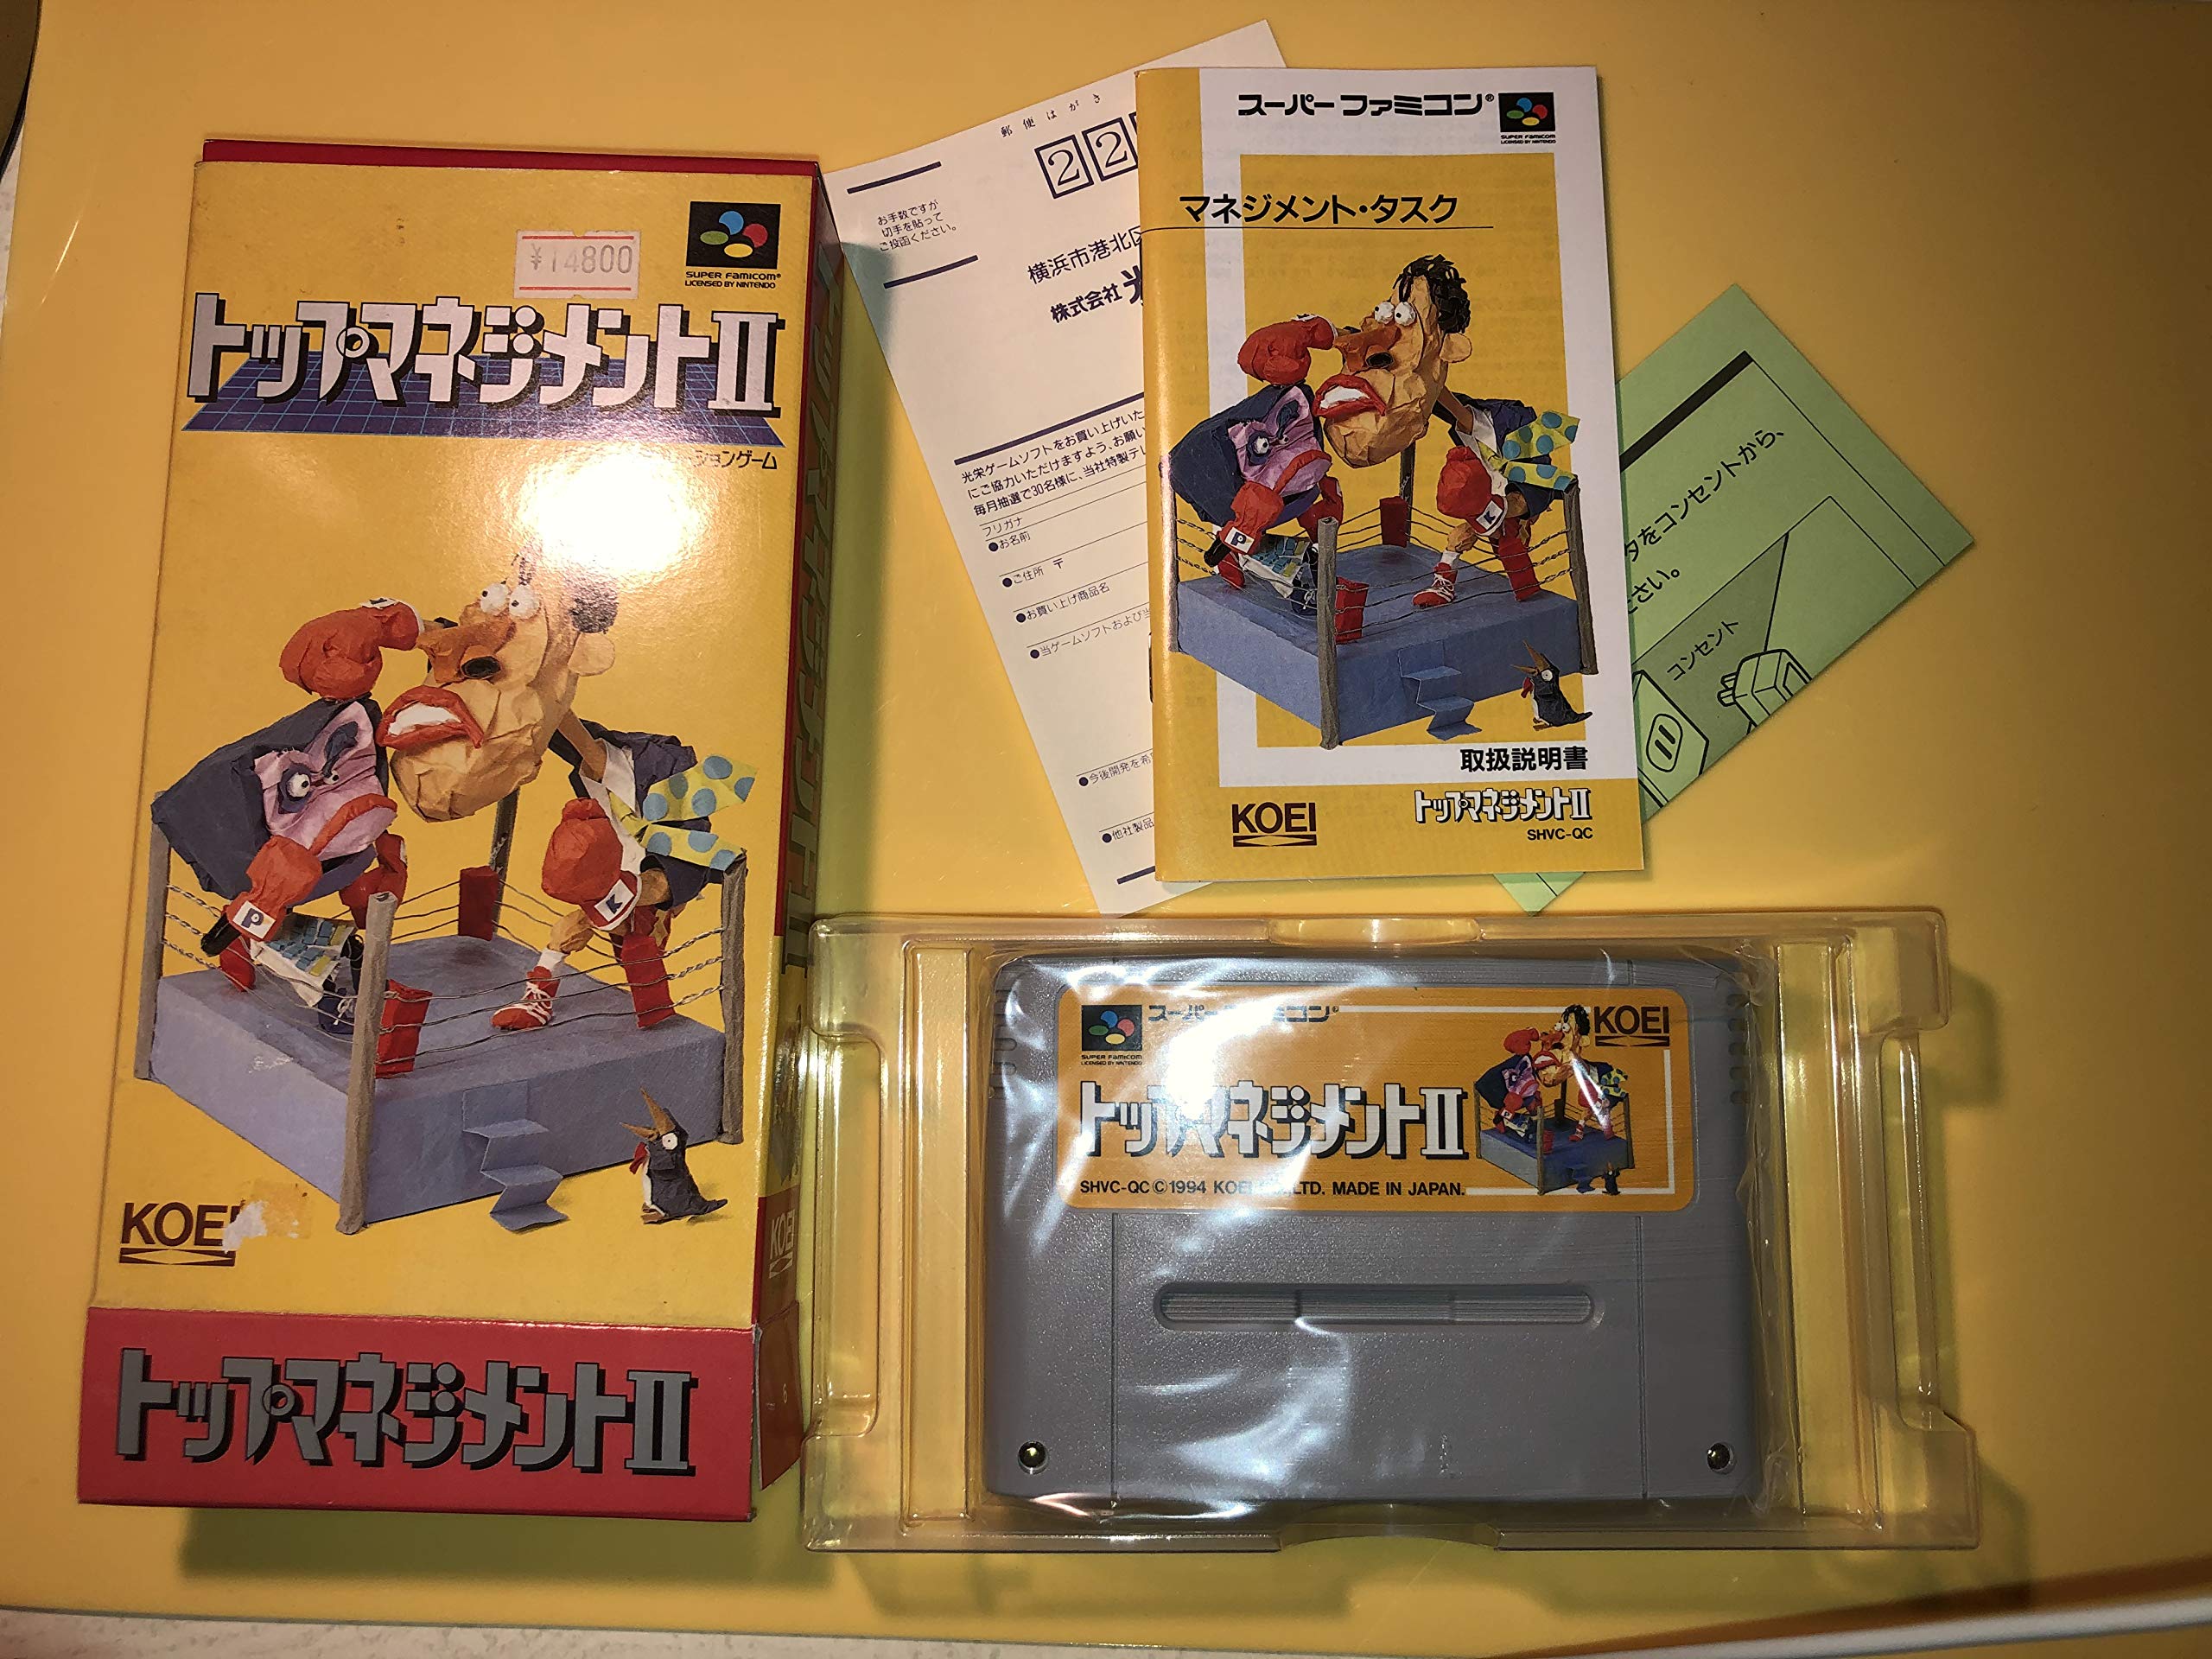 ¥14800
SUPER FAMICOM®
LICENSED BY NINTENDO
トップマネジメントII
ションゲーム
P
K
KOEI
トップマネジメントII
KOEI
6
郵便はがき
22
お手数ですが
切手を貼って
ご投函ください。
横浜市港北区
株式会社
光栄ゲームソフトをお買い上げいた
にご協力いただけますよう、お願い
毎月抽選で30名様に、当社特製テレ
フリガナ
●お名前
●ご住所 〒
●お買い上げ商品名
●当ゲームソフトおよび当
●今後開発を希
●他社製品
スーパーファミコン®
SUPER FAMICOM
LICENSED BY NINTENDO
マネジメント・タスク
P
K
取扱説明書
KOEI
トップマネジメントII
SHVC-QC
タをコンセントから、
ださい。
コンセント
スーパーファミコン®
SUPER FAMICOM
LICENSED BY NINTENDO
KOEI
トップマネジメントII
SHVC-QC ©1994 KOEI LTD. MADE IN JAPAN.